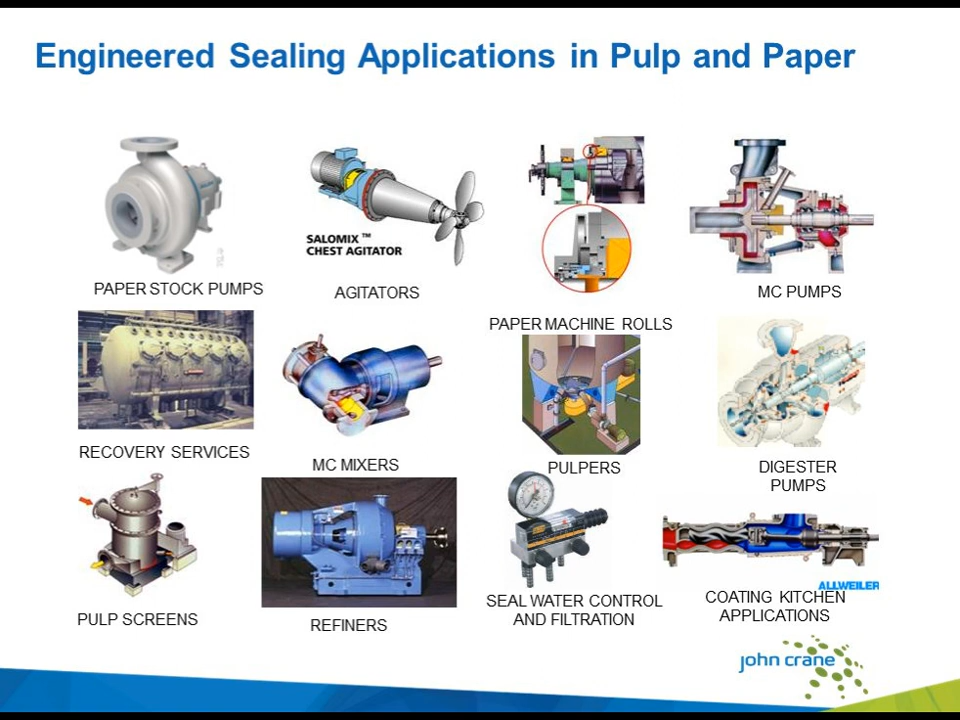 Engineered Sealing Applications in Pulp and Paper
SALOMIX ™
CHEST AGITATOR
PAPER STOCK PUMPS
AGITATORS
PAPER MACHINE ROLLS
MC PUMPS
RECOVERY SERVICES
MC MIXERS
PULPERS
DIGESTER
PUMPS
PULP SCREENS
REFINERS
SEAL WATER CONTROL
AND FILTRATION
ALLWEILER
COATING KITCHEN
APPLICATIONS
john crane